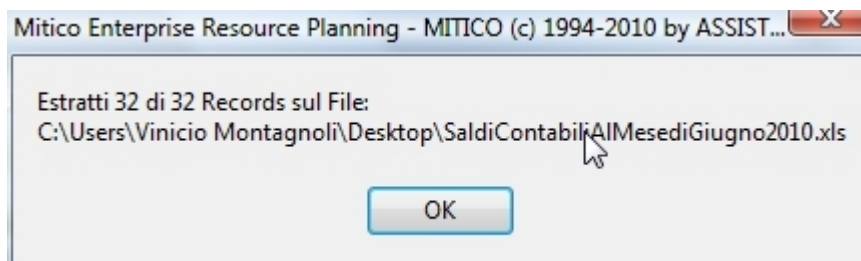 Mitico Enterprise Resource Planning - MITICO (c) 1994-2010 by ASSIST...
Estratti 32 di 32 Records sul File:
C:\Users\Vinicio Montagnoli\Desktop\SaldiContabiliAlMesediGiugno2010.xls
OK